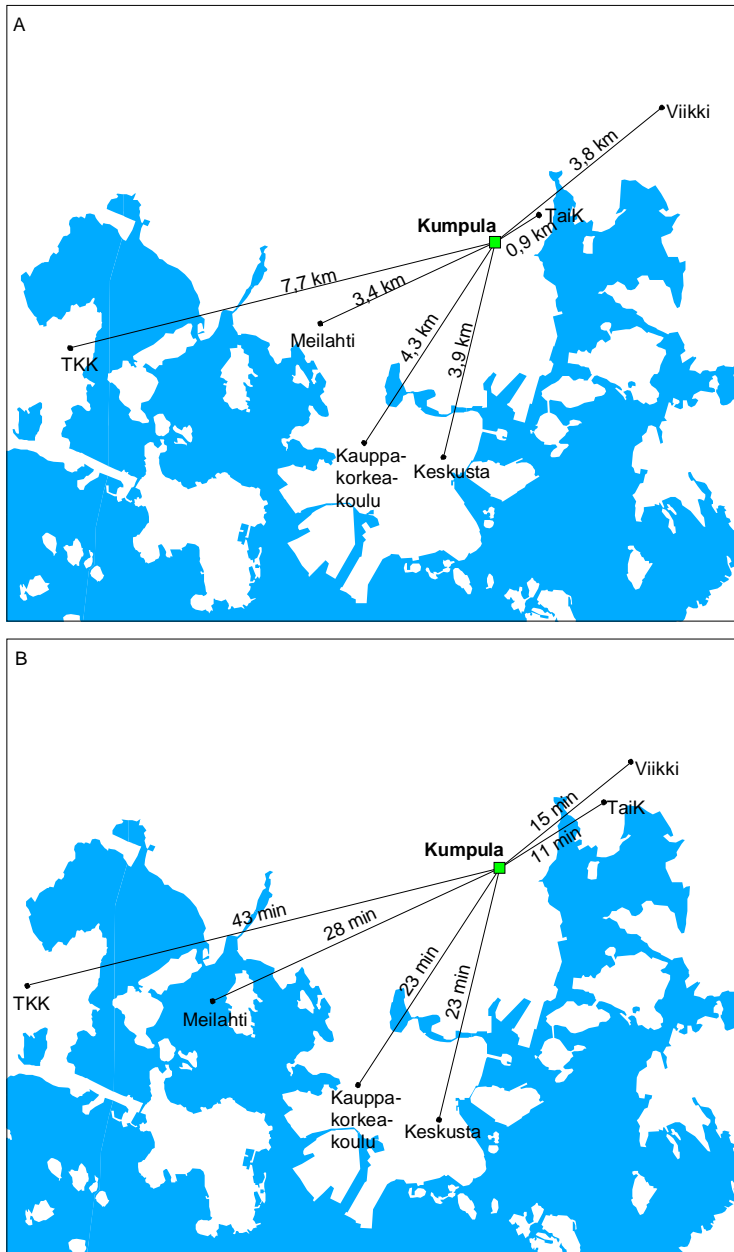 A
Viikki
3,8 km
TaiK
Kumpula
0,9 km
7,7 km
3,4 km
Meilahti
4,3 km
3,9 km
TKK
Kauppa-
korkea-
koulu
Keskusta
B
Viikki
15 min
TaiK
Kumpula
11 min
43 min
28 min
23 min
23 min
TKK
Meilahti
Kauppa-
korkea-
koulu
Keskusta